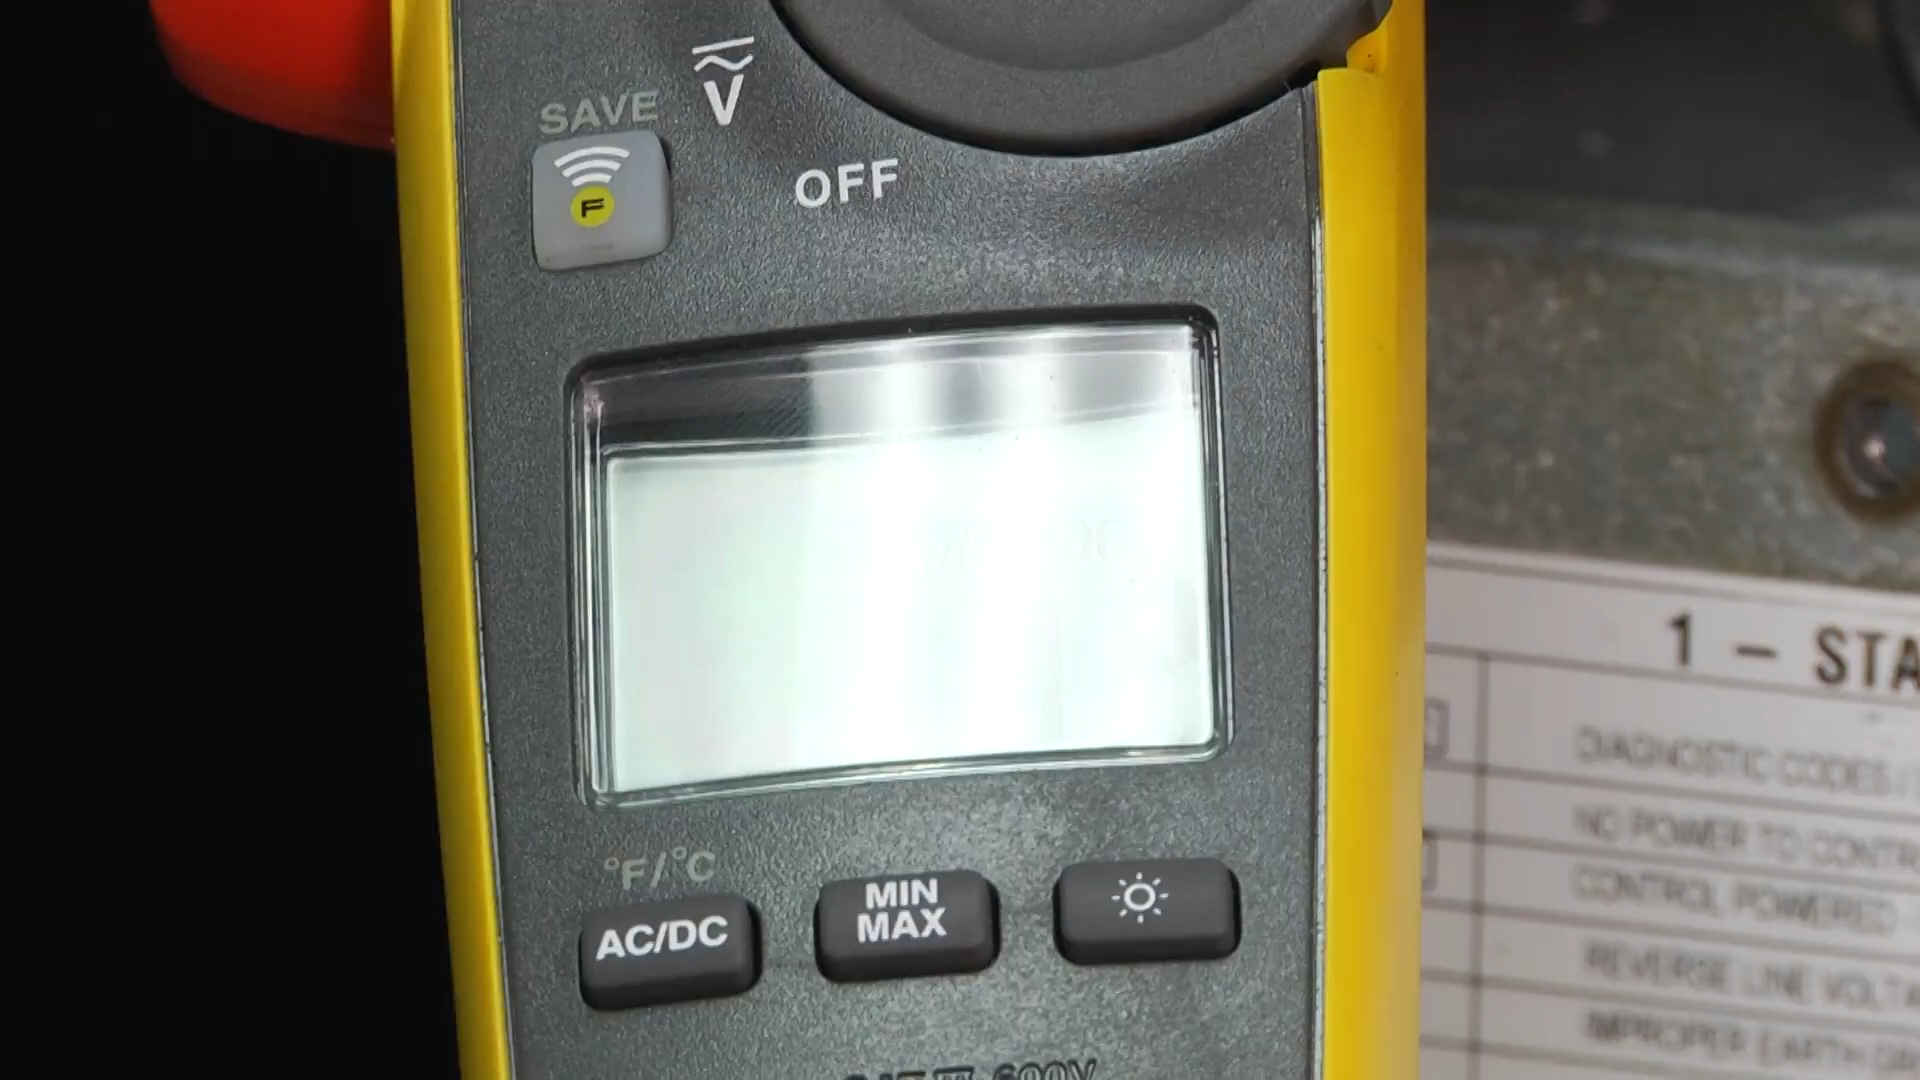 V
SAVE
F
OFF
°F/°C
AC/DC
MIN
MAX
600V
1 – STA
DIAGNOSTIC CODES /
NO POWER TO CONTR
CONTROL POWERED
REVERSE LINE VOLTA
IMPROPER EARTH GR